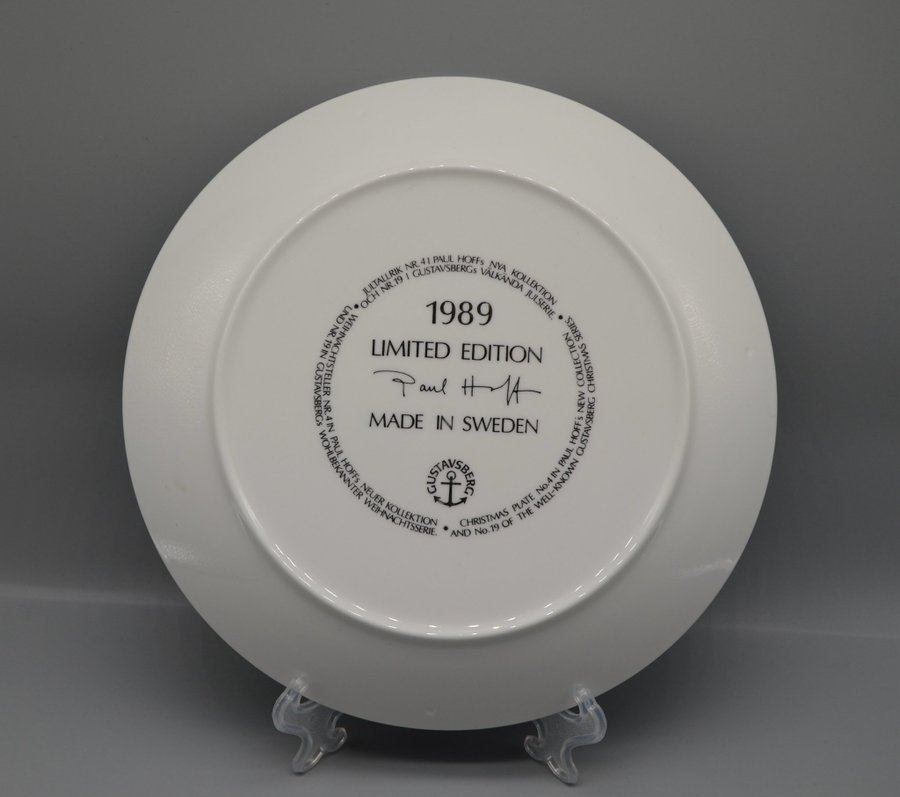 JULTALLRIK NR. 4 I PAUL HOFFs NYA KOLLEKTION
OCH NR.19 I GUSTAVSBERGs VÄLKÄNDA JULSERIE. •
CHRISTMAS PLATE No. 4 IN PAUL HOFF's NEW COLLECTION
AND No. 19 OF THE WELL-KNOWN GUSTAVSBERG CHRISTMAS SERIES •
WEIHNACHTSTELLER NR. 4 IN PAUL HOFFs NEUER KOLLEKTION
UND NR. 19 IN GUSTAVSBERGs WOHLBEKANNTER WEIHNACHTSSERIE. •
1989
LIMITED EDITION
Paul Hoff
MADE IN SWEDEN
GUSTAVSBERG